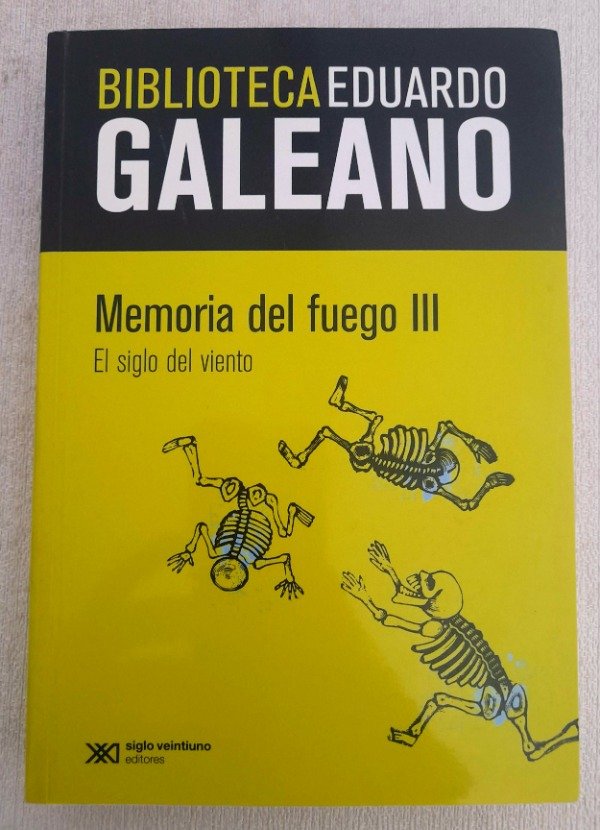 BIBLIOTECA EDUARDO
GALEANO
Memoria del fuego III
El siglo del viento
siglo veintiuno
editores